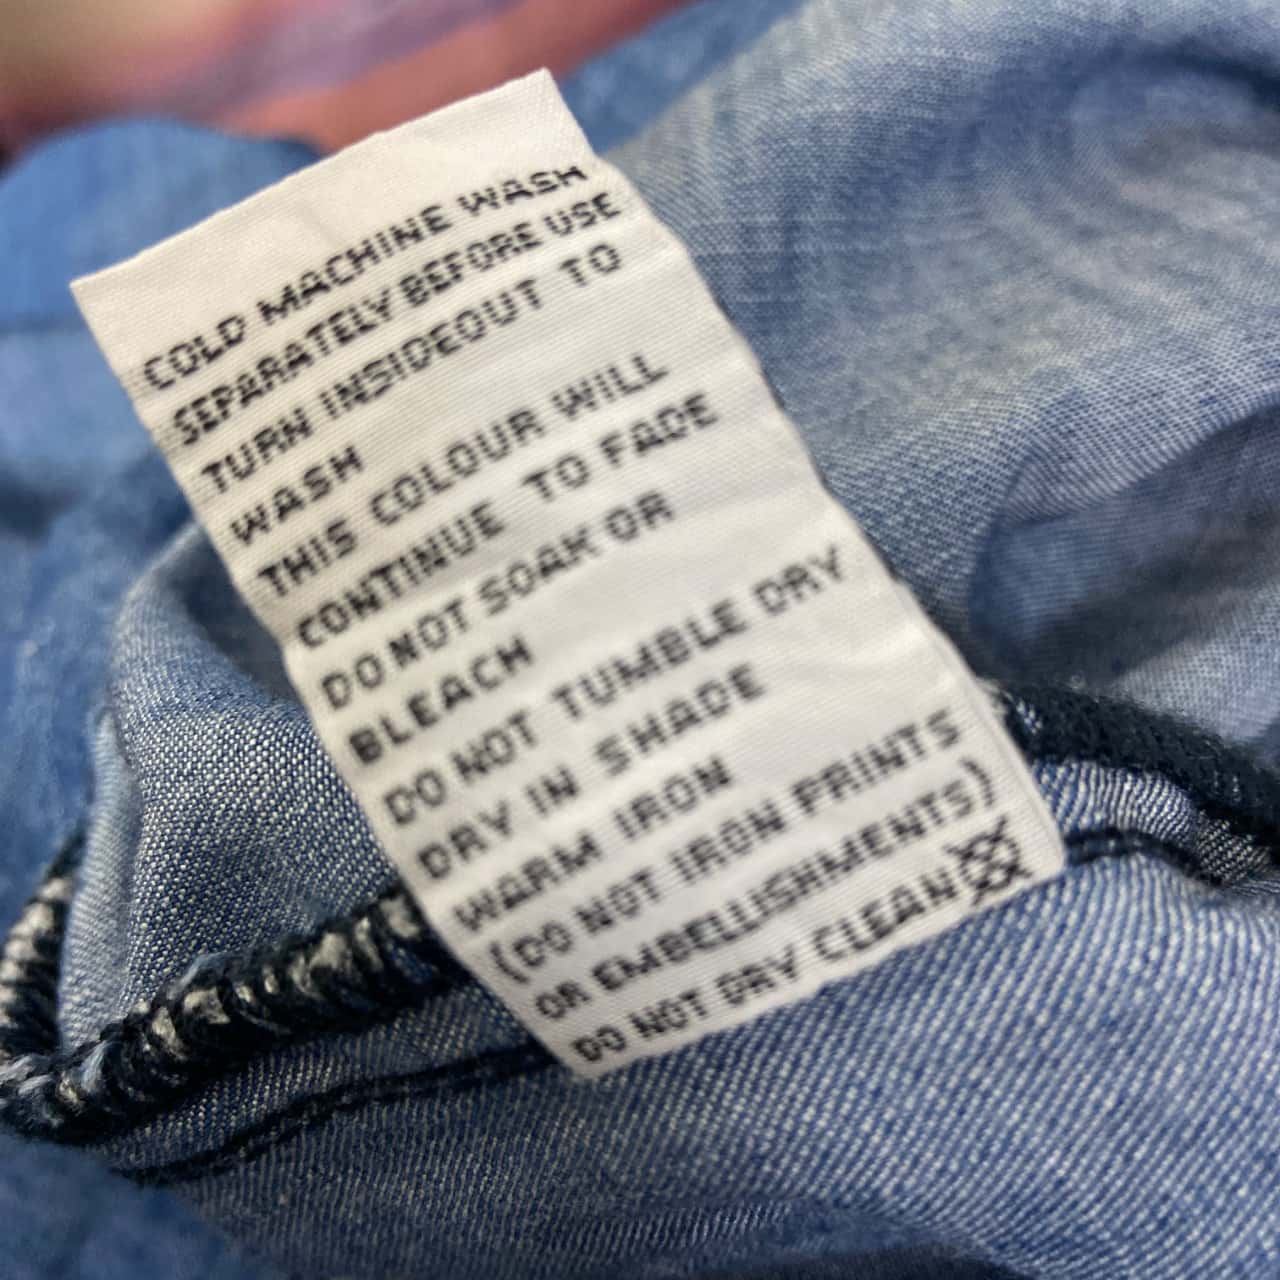 COLD MACHINE WASH
SEPARATELY BEFORE USE
TURN INSIDEOUT TO
WASH
THIS COLOUR WILL
CONTINUE TO FADE
DO NOT SOAK OR
BLEACH
DO NOT TUMBLE DRY
DRY IN SHADE
WARM IRON
(DO NOT IRON PRINTS
OR EMBELLISHMENTS)
DO NOT DRY CLEAN